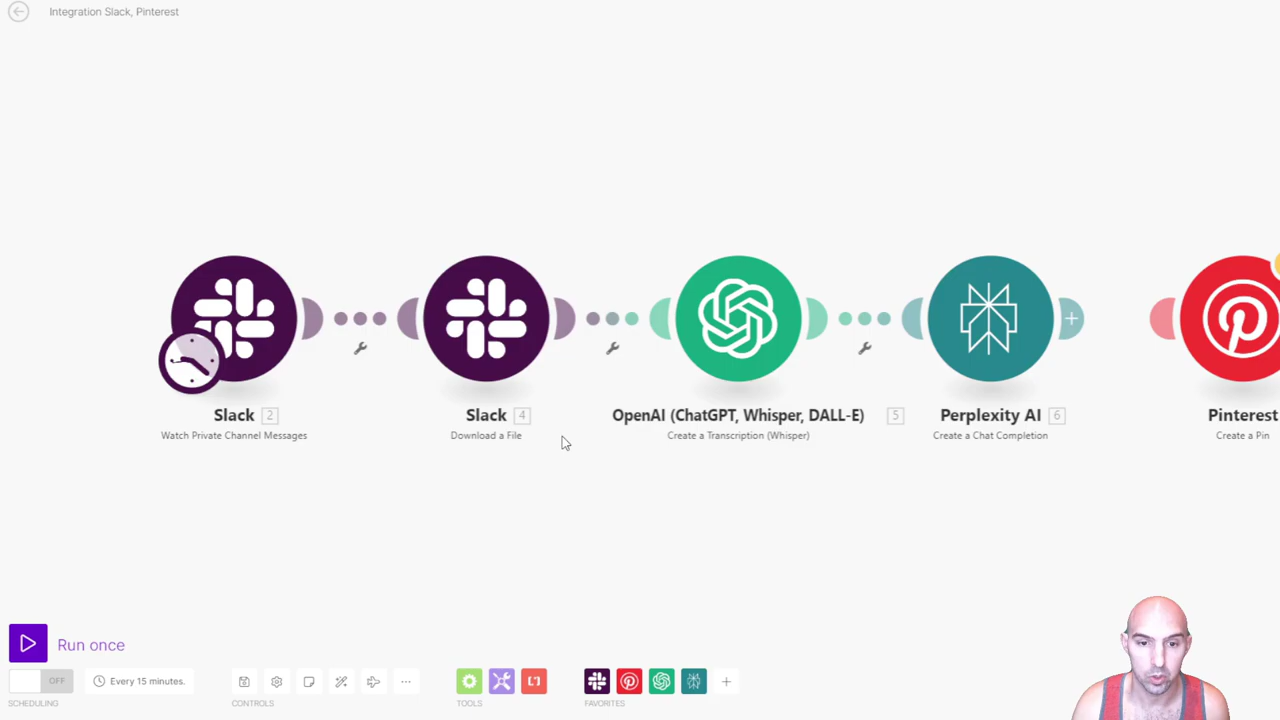 Integration Slack, Pinterest
Slack 2
Watch Private Channel Messages
Slack 4
Download a File
OpenAI (ChatGPT, Whisper, DALL-E) 5
Create a Transcription (Whisper)
Perplexity AI 6
Create a Chat Completion
Pinterest
Create a Pin
Run once
OFF
Every 15 minutes.
SCHEDULING
CONTROLS
TOOLS
FAVORITES